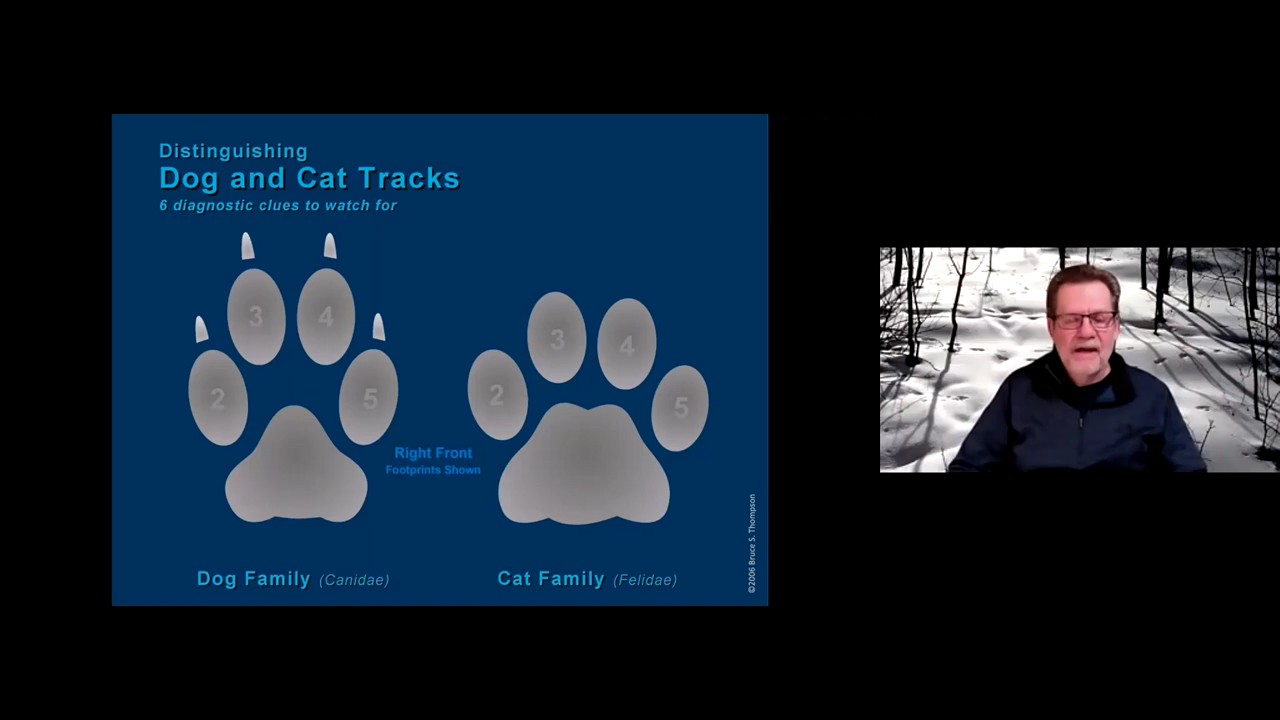 Distinguishing
Dog and Cat Tracks
6 diagnostic clues to watch for
3
4
2
5
3
4
2
5
Right Front
Footprints Shown
Dog Family (Canidae)
Cat Family (Felidae)
©2006 Bruce S. Thompson